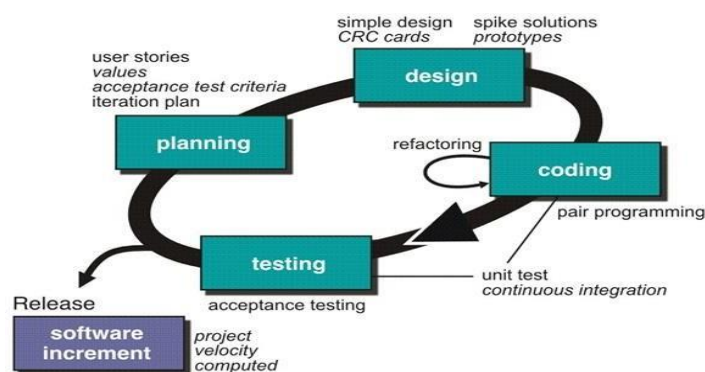 simple design
CRC cards
spike solutions
prototypes
user stories
values
acceptance test criteria
iteration plan
design
planning
refactoring
coding
pair programming
testing
acceptance testing
unit test
continuous integration
Release
software
increment
project
velocity
computed